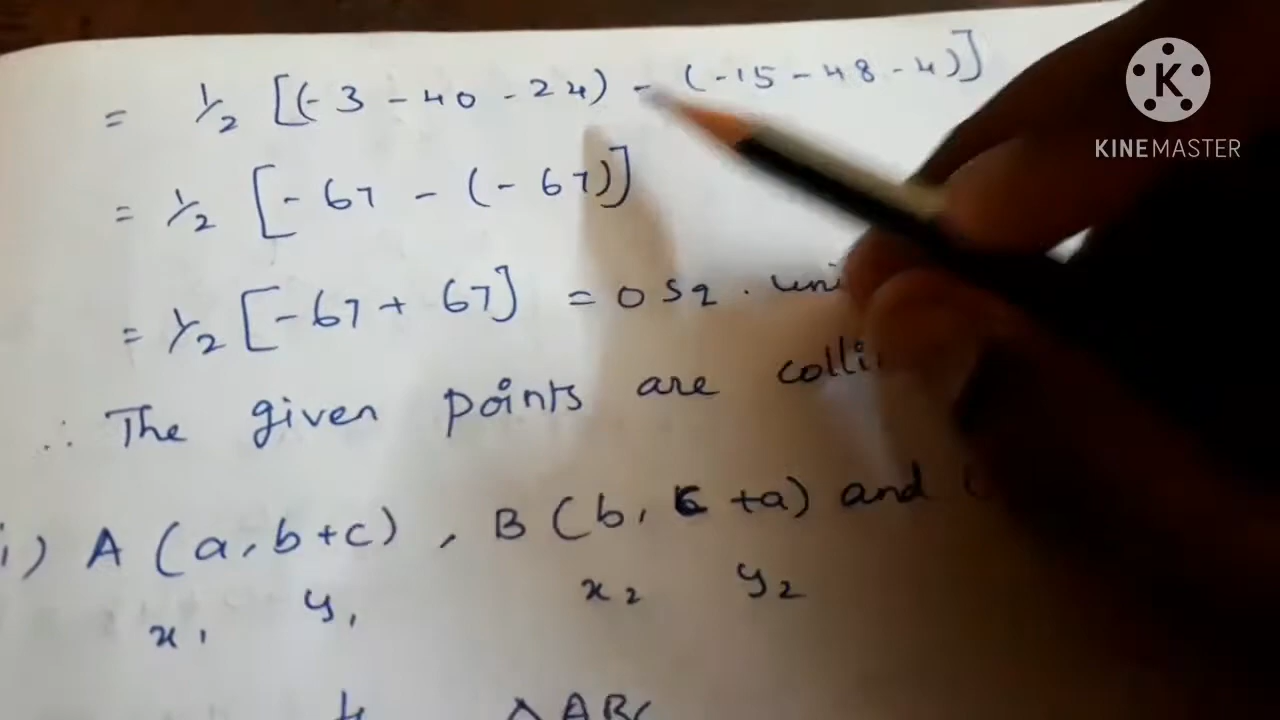 = 1/2 [(-3 - 40 - 24) - (-15 - 48 - 4)]
K
KINEMASTER
= 1/2 [-67 - (-67)]
= 1/2 [-67 + 67] = 0 sq. uni
∴ The given points are colli
i) A (a, b+c), B (b, c +a) and (
x1 y1 x2 y2
△ABC